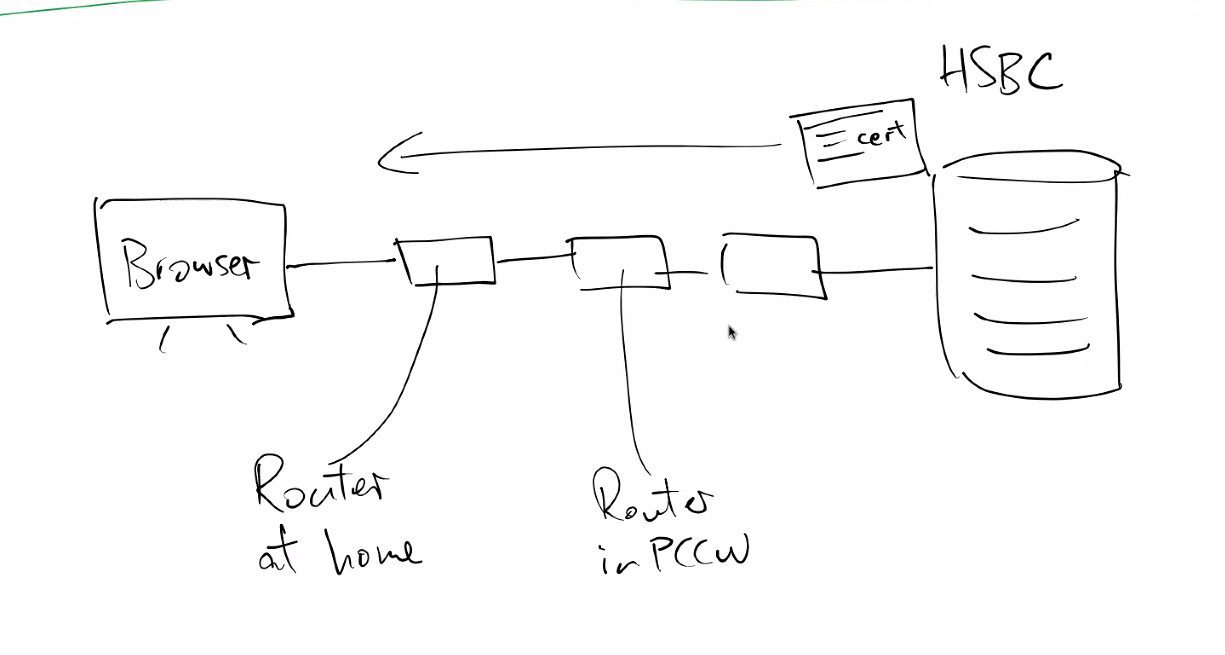 HSBC
cert
Browser
Router
at home
Router
in PCCW